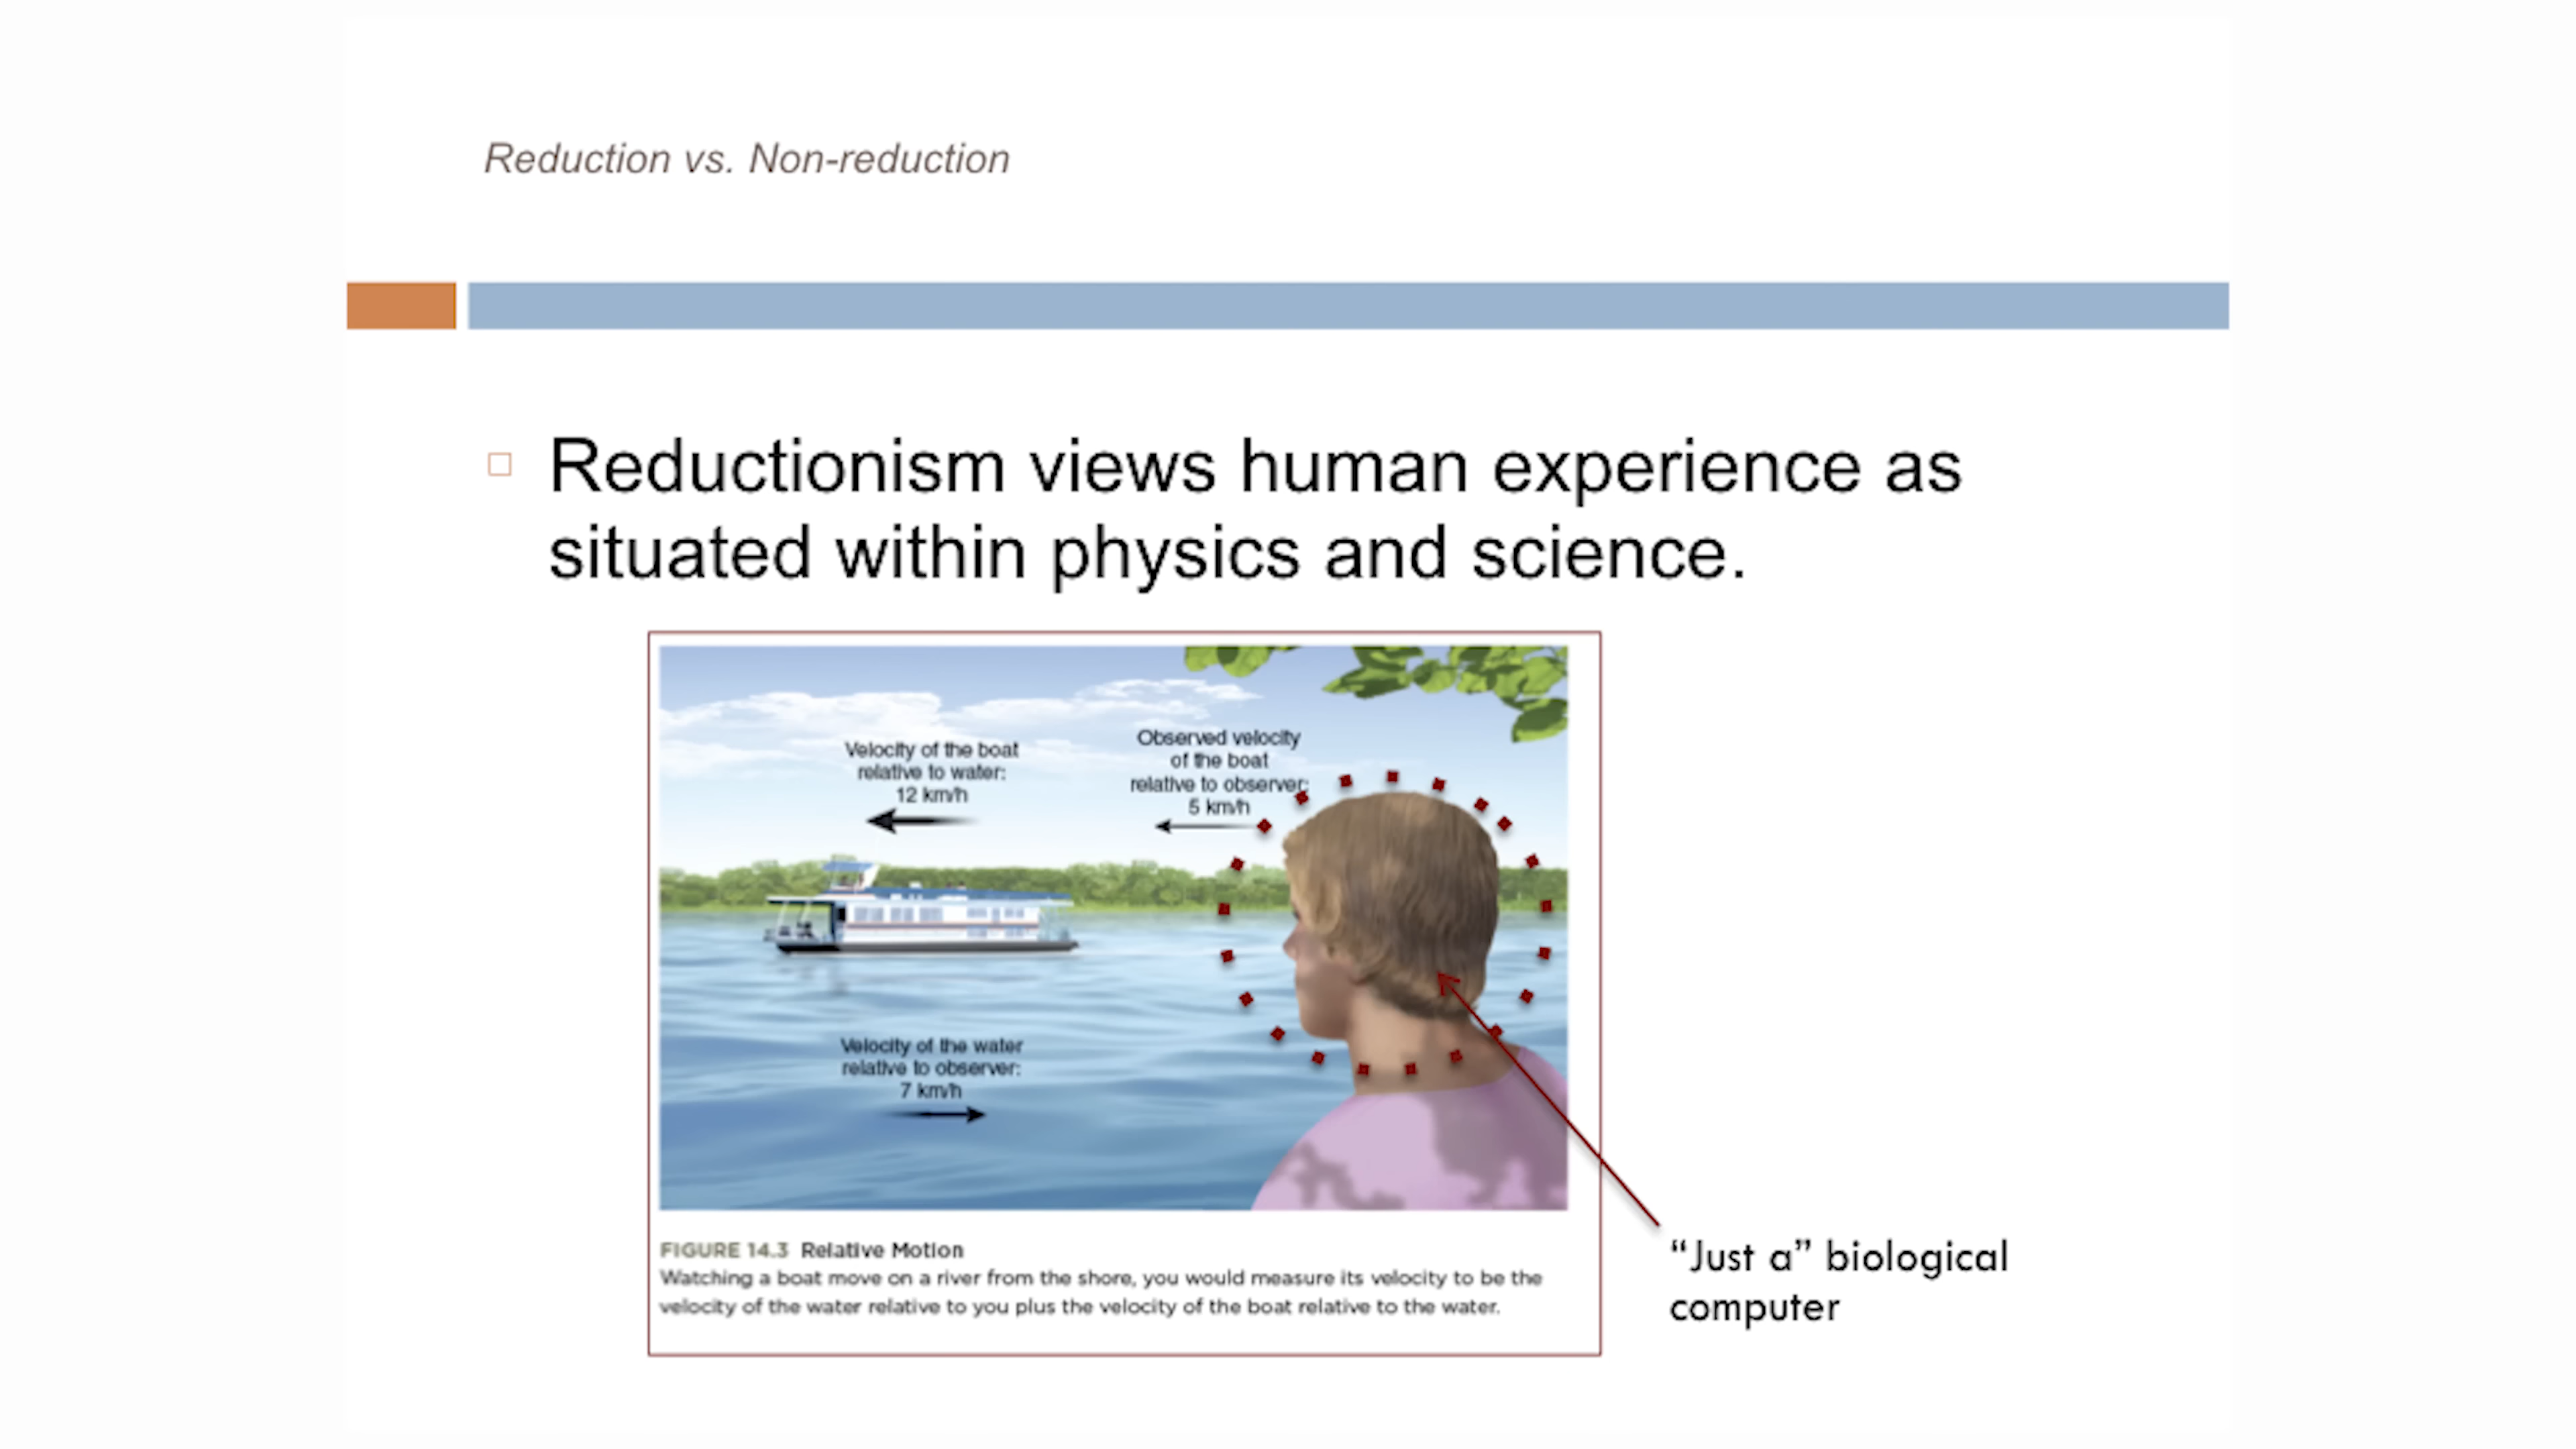 Reduction vs. Non-reduction
Reductionism views human experience as
situated within physics and science.
Velocity of the boat
relative to water:
12 km/h
Observed velocity
of the boat
relative to observer:
5 km/h
Velocity of the water
relative to observer:
7 km/h
FIGURE 14.3 Relative Motion
Watching a boat move on a river from the shore, you would measure its velocity to be the
velocity of the water relative to you plus the velocity of the boat relative to the water.
“Just a” biological
computer